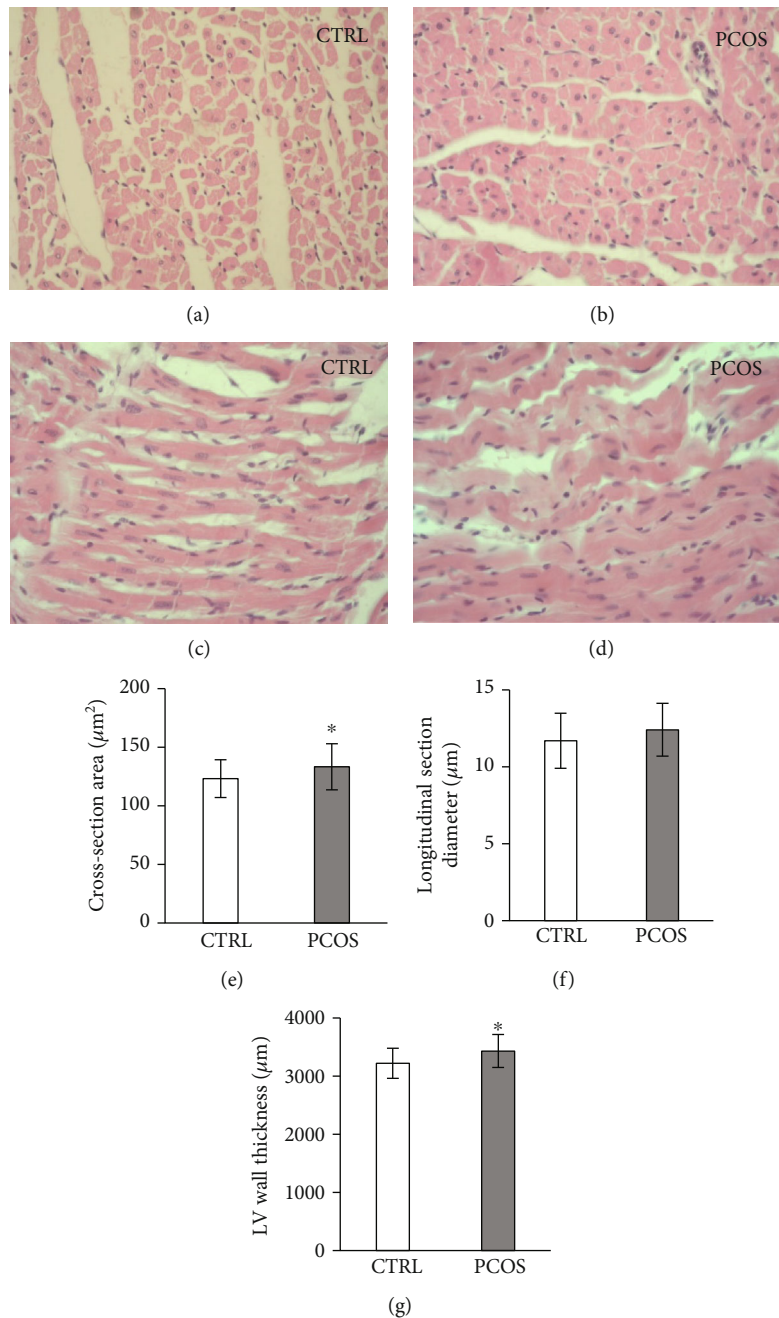 CTRL
PCOS
(a)
(b)
CTRL
PCOS
(c)
(d)
200
150
100
50
0
Cross-section area (μm²)
*
CTRL
PCOS
(e)
15
10
5
0
Longitudinal section
diameter (μm)
CTRL
PCOS
(f)
4000
3000
2000
1000
0
LV wall thickness (μm)
*
CTRL
PCOS
(g)